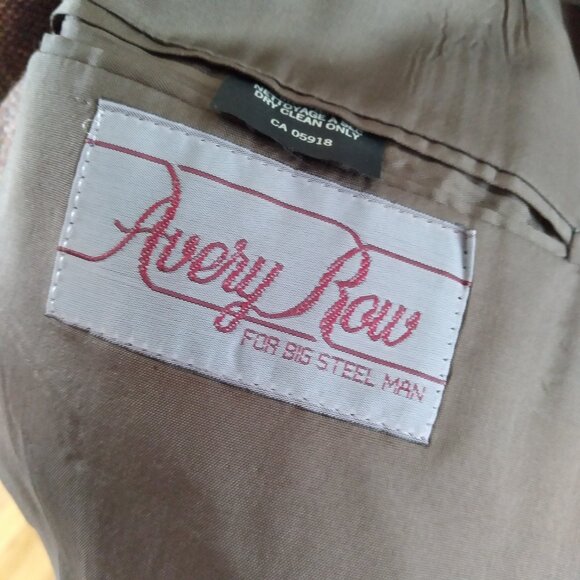 NETTOYAGE A
DRY CLEAN ONLY
CA 05918
Avery Row
FOR BIG STEEL MAN